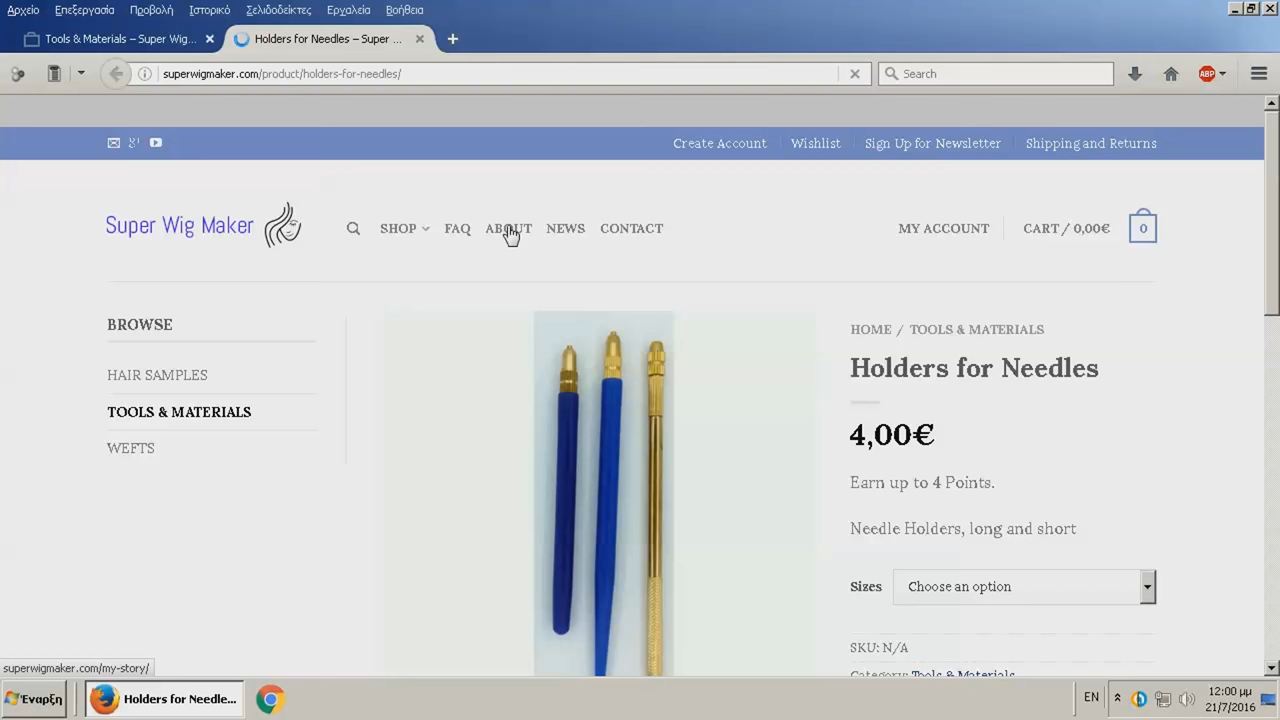 Αρχείο Επεξεργασία Προβολή Ιστορικό Σελιδοδείκτες Εργαλεία Βοήθεια
Tools & Materials – Super Wig... Holders for Needles – Super ...
superwigmaker.com/product/holders-for-needles/ Search ABP
Create Account Wishlist Sign Up for Newsletter Shipping and Returns
Super Wig Maker SHOP FAQ ABOUT NEWS CONTACT MY ACCOUNT CART / 0,00€ 0
BROWSE
HAIR SAMPLES
TOOLS & MATERIALS
WEFTS
HOME / TOOLS & MATERIALS
Holders for Needles
4,00€
Earn up to 4 Points.
Needle Holders, long and short
Sizes Choose an option
SKU: N/A
Category: Tools & Materials
superwigmaker.com/my-story/
Έναρξη Holders for Needle... EN 12:00 μμ
21/7/2016